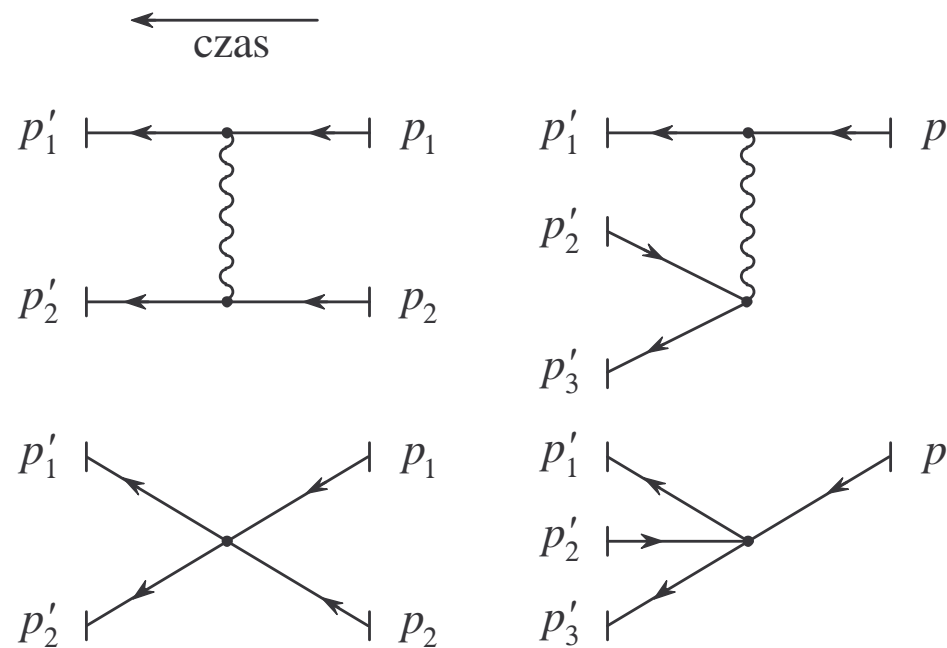 czas
p′₁ p₁ p′₁ p
p′₂
p′₂ p₂
p′₃
p′₁ p₁ p′₁ p
p′₂
p′₂ p₂ p′₃